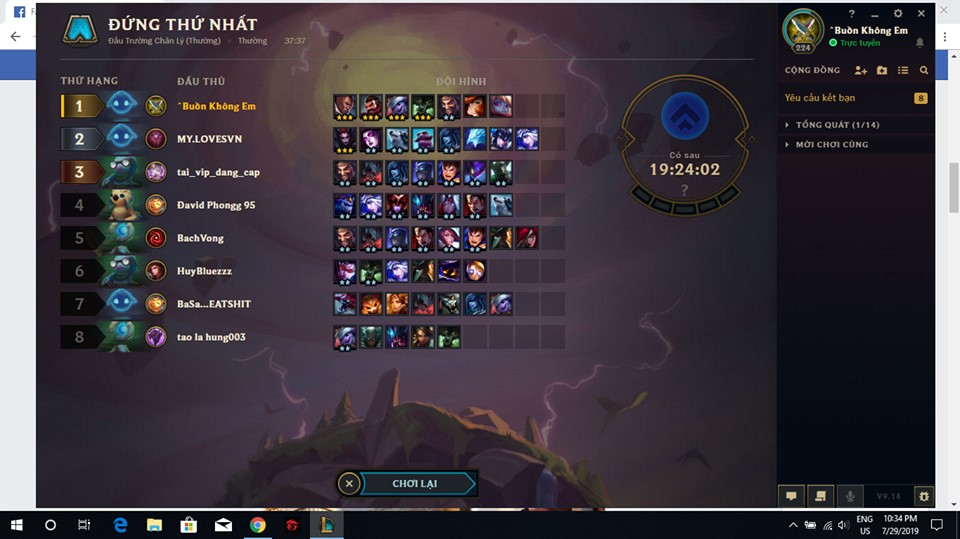 ĐỨNG THỨ NHẤT
Đấu Trường Chân Lý (Thường) • Thường 37:37
THỨ HẠNG ĐẤU THỦ ĐỘI HÌNH
1 ˆBuồn Không Em
2 MY.LOVESVN
3 tai_vip_dang_cap
4 Đavid Phongg 95
5 BachVong
6 HuyBluezzz
7 BaSa...EATSHIT
8 tao la hung003
Có sau
19:24:02
?
CHƠI LẠI
?
224
ˆBuồn Không Em
Trực tuyến
CỘNG ĐỒNG
Yêu cầu kết bạn 8
TỔNG QUÁT (1/14)
MỚI CHƠI CÙNG
V9.14
ENG
US
10:34 PM
7/29/2019